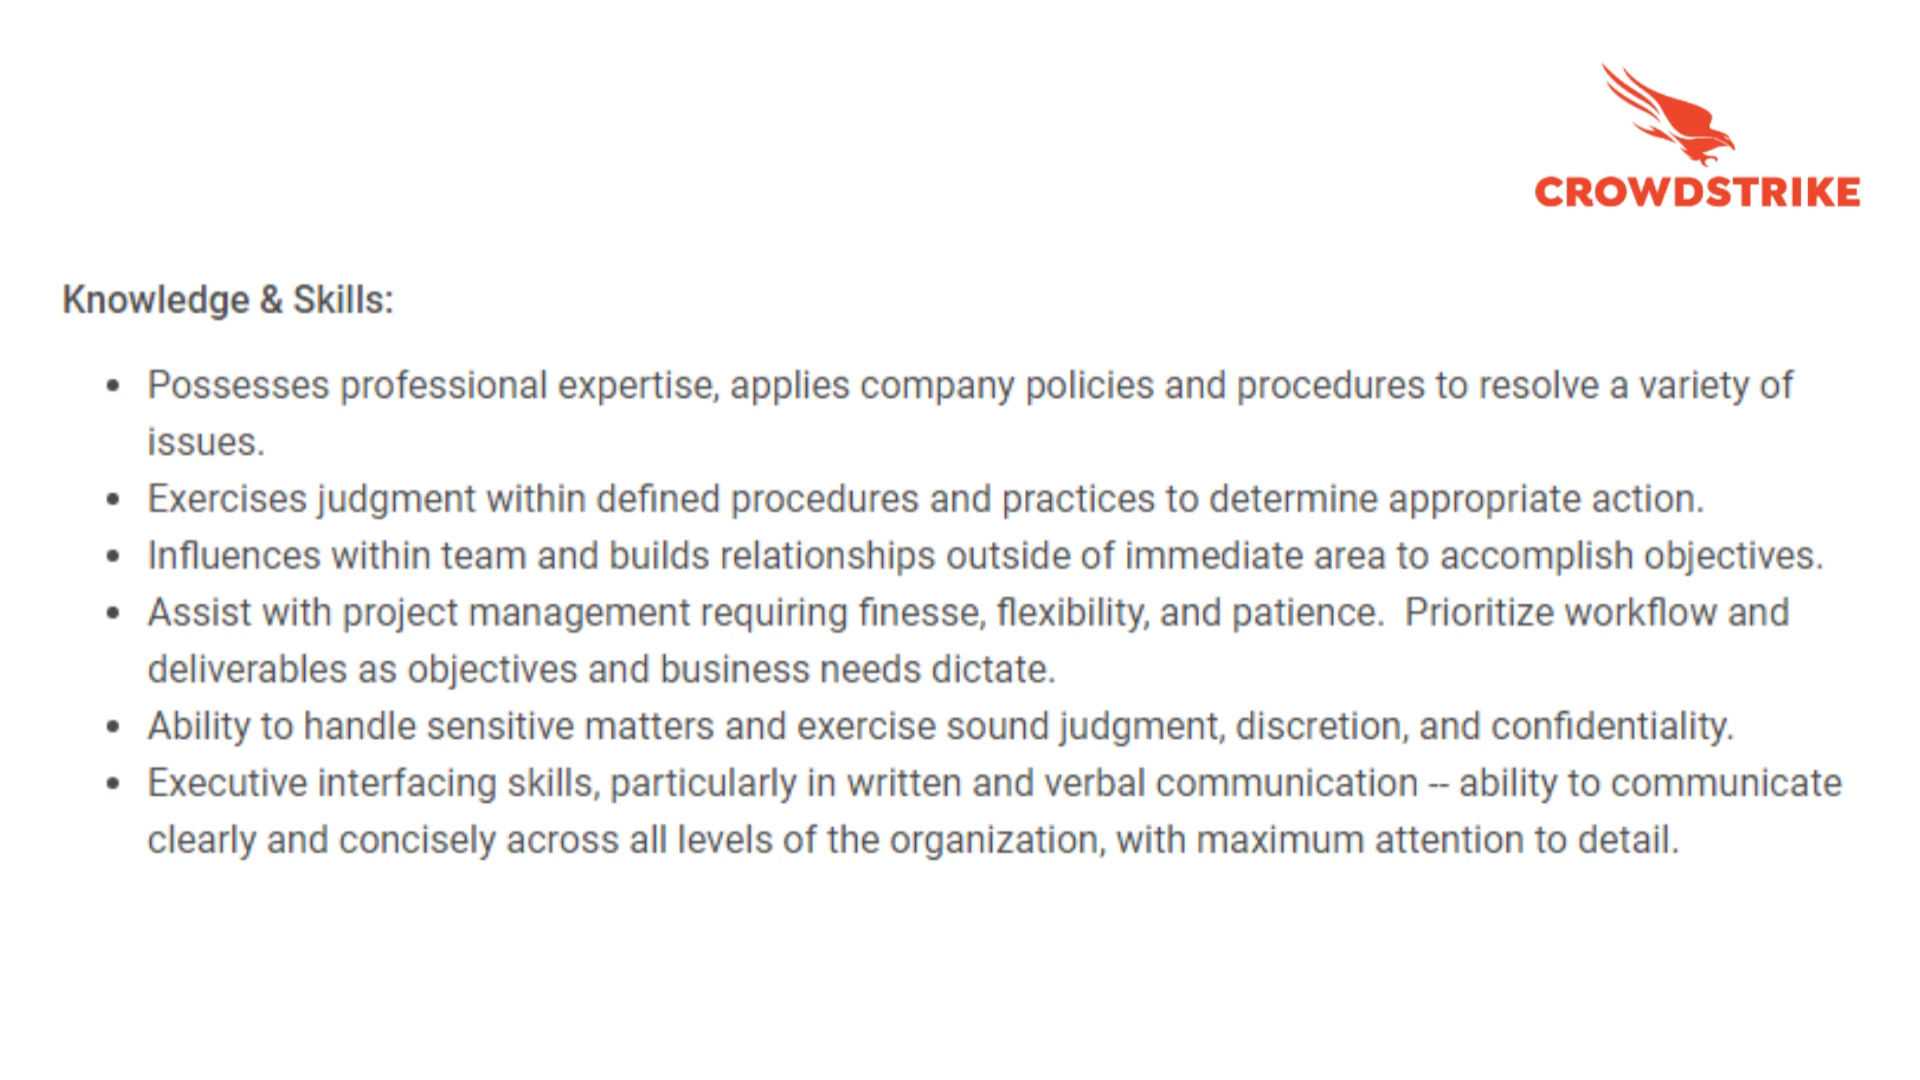 CROWDSTRIKE
Knowledge & Skills:
• Possesses professional expertise, applies company policies and procedures to resolve a variety of
issues.
• Exercises judgment within defined procedures and practices to determine appropriate action.
• Influences within team and builds relationships outside of immediate area to accomplish objectives.
• Assist with project management requiring finesse, flexibility, and patience.  Prioritize workflow and
deliverables as objectives and business needs dictate.
• Ability to handle sensitive matters and exercise sound judgment, discretion, and confidentiality.
• Executive interfacing skills, particularly in written and verbal communication -- ability to communicate
clearly and concisely across all levels of the organization, with maximum attention to detail.